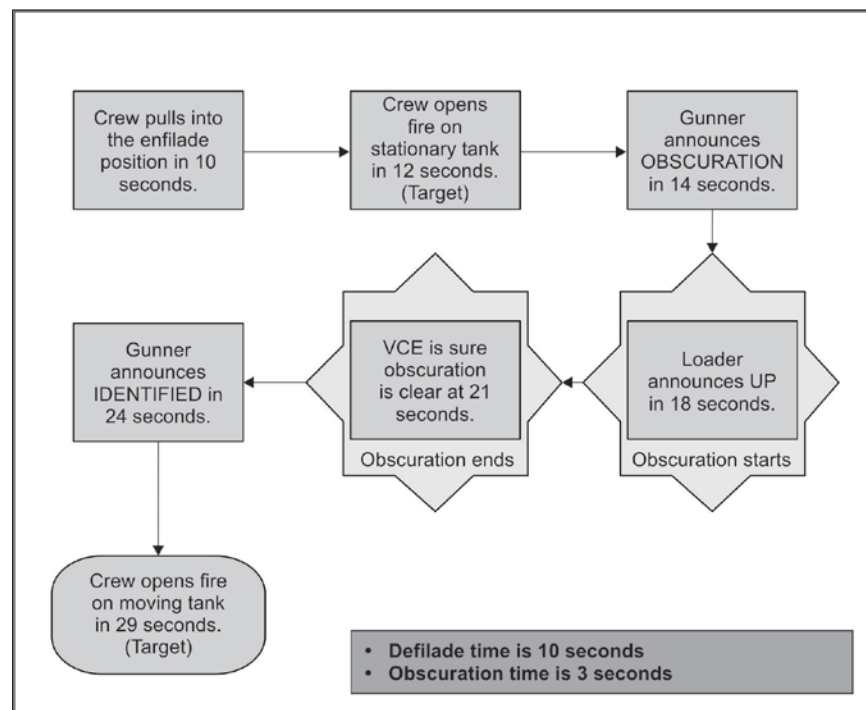 Crew pulls into
the enfilade
position in 10
seconds.
Crew opens
fire on
stationary tank
in 12 seconds.
(Target)
Gunner
announces
OBSCURATION
in 14 seconds.
Loader
announces UP
in 18 seconds.
Obscuration starts
VCE is sure
obscuration
is clear at 21
seconds.
Obscuration ends
Gunner
announces
IDENTIFIED in
24 seconds.
Crew opens fire
on moving tank
in 29 seconds.
(Target)
• Defilade time is 10 seconds
• Obscuration time is 3 seconds